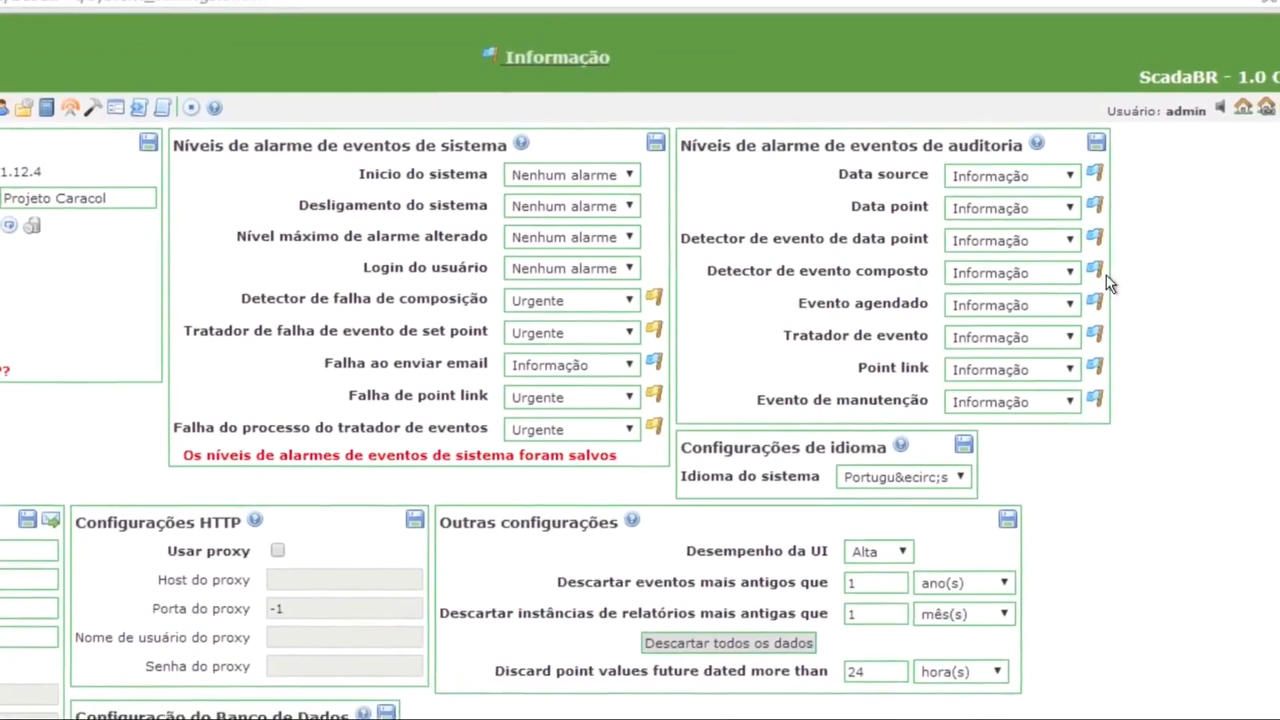 Informação
ScadaBR - 1.0
Usuário: admin
1.12.4
Projeto Caracol
??
Níveis de alarme de eventos de sistema
Inicio do sistema Nenhum alarme
Desligamento do sistema Nenhum alarme
Nível máximo de alarme alterado Nenhum alarme
Login do usuário Nenhum alarme
Detector de falha de composição Urgente
Tratador de falha de evento de set point Urgente
Falha ao enviar email Informação
Falha de point link Urgente
Falha do processo do tratador de eventos Urgente
Os níveis de alarmes de eventos de sistema foram salvos
Níveis de alarme de eventos de auditoria
Data source Informação
Data point Informação
Detector de evento de data point Informação
Detector de evento composto Informação
Evento agendado Informação
Tratador de evento Informação
Point link Informação
Evento de manutenção Informação
Configurações de idioma
Idioma do sistema Portugu&ecirc;s
Configurações HTTP
Usar proxy
Host do proxy
Porta do proxy -1
Nome de usuário do proxy
Senha do proxy
Outras configurações
Desempenho da UI Alta
Descartar eventos mais antigos que 1 ano(s)
Descartar instâncias de relatórios mais antigas que 1 mês(s)
Descartar todos os dados
Discard point values future dated more than 24 hora(s)
Configuração do Banco de Dados